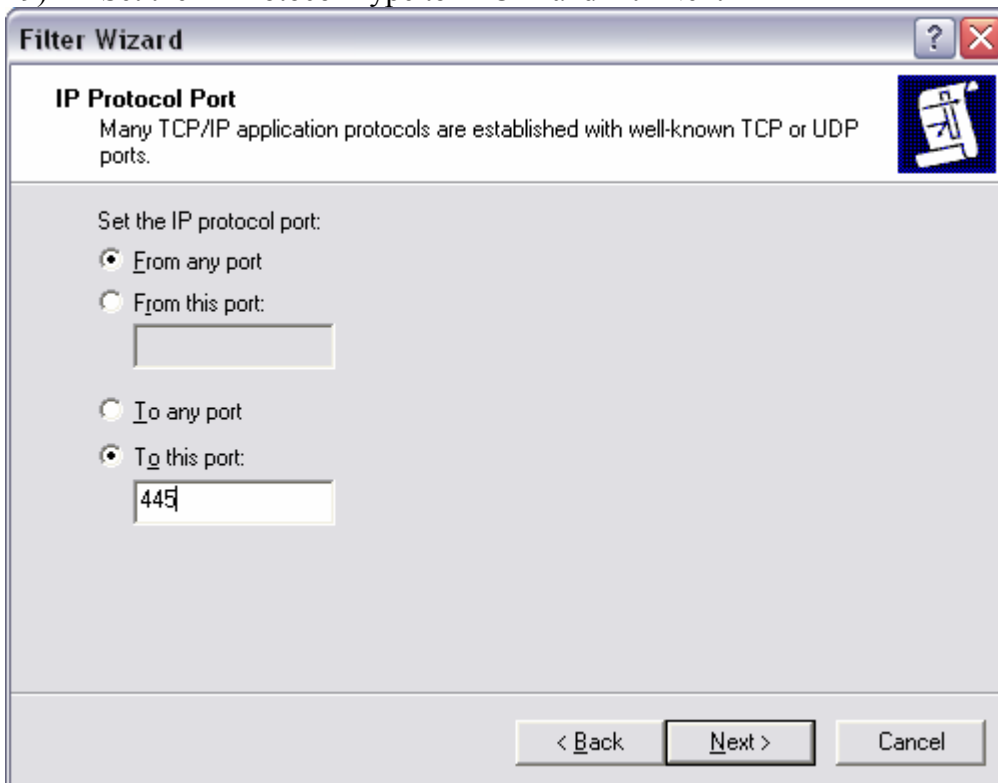 Set the
Filter Wizard
IP Protocol Port
Many TCP/IP application protocols are established with well-known TCP or UDP
ports.
Set the IP protocol port:
From any port
From this port:
To any port
To this port:
445
< Back
Next >
Cancel